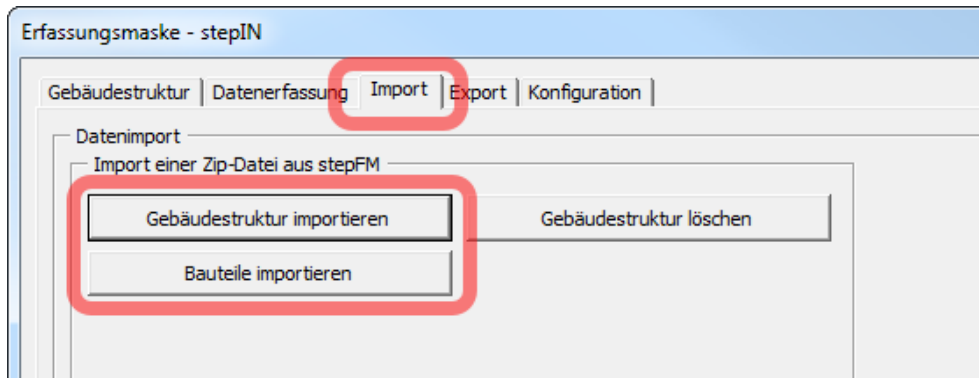 Erfassungsmaske - stepIN
Gebäudestruktur Datenerfassung Import Export Konfiguration
Datenimport
Import einer Zip-Datei aus stepFM
Gebäudestruktur importieren Gebäudestruktur löschen
Bauteile importieren